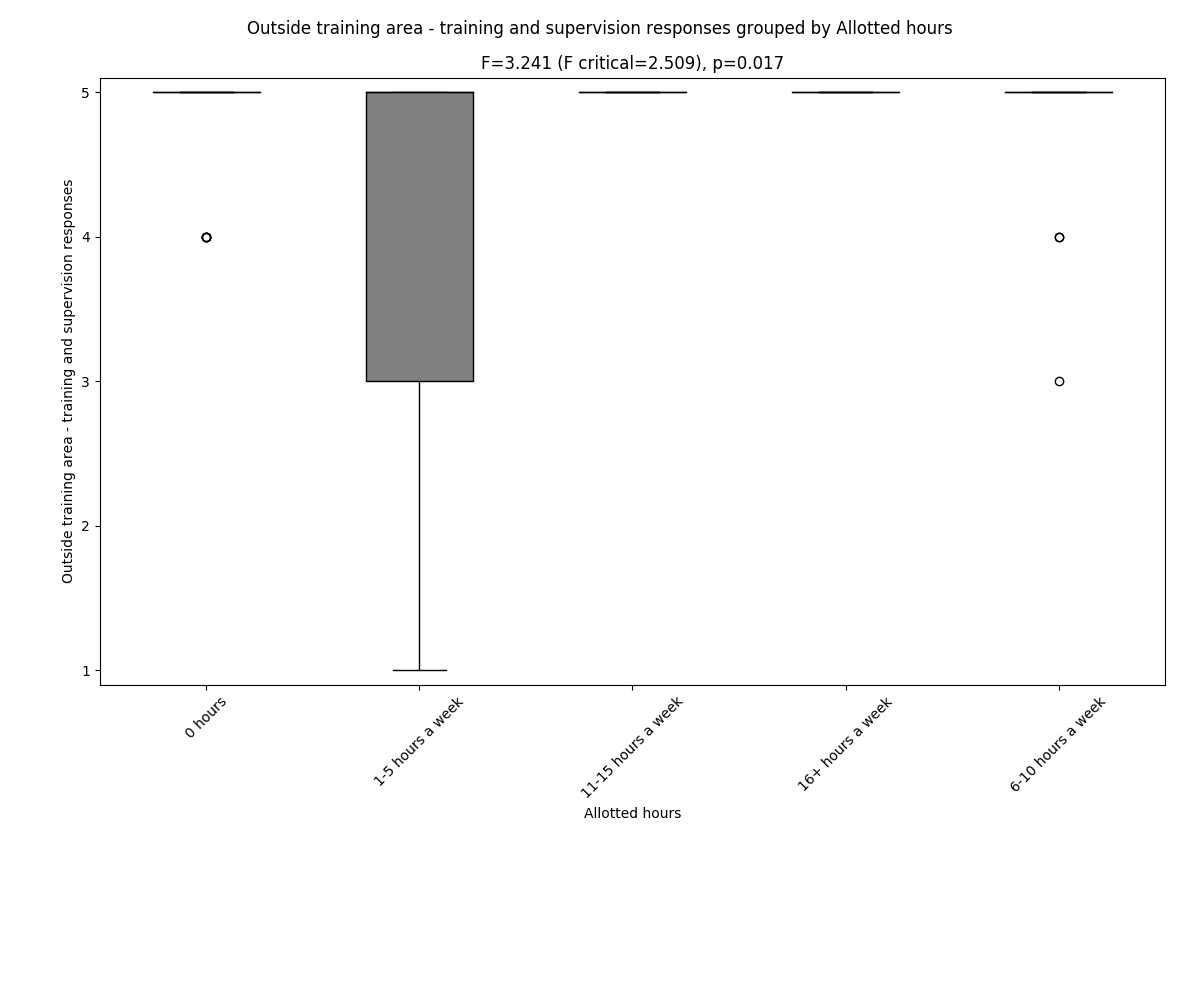 Outside training area - training and supervision responses grouped by Allotted hours
F=3.241 (F critical=2.509), p=0.017
Outside training area - training and supervision responses
5
4
3
2
1
0 hours
1-5 hours a week
11-15 hours a week
16+ hours a week
6-10 hours a week
Allotted hours